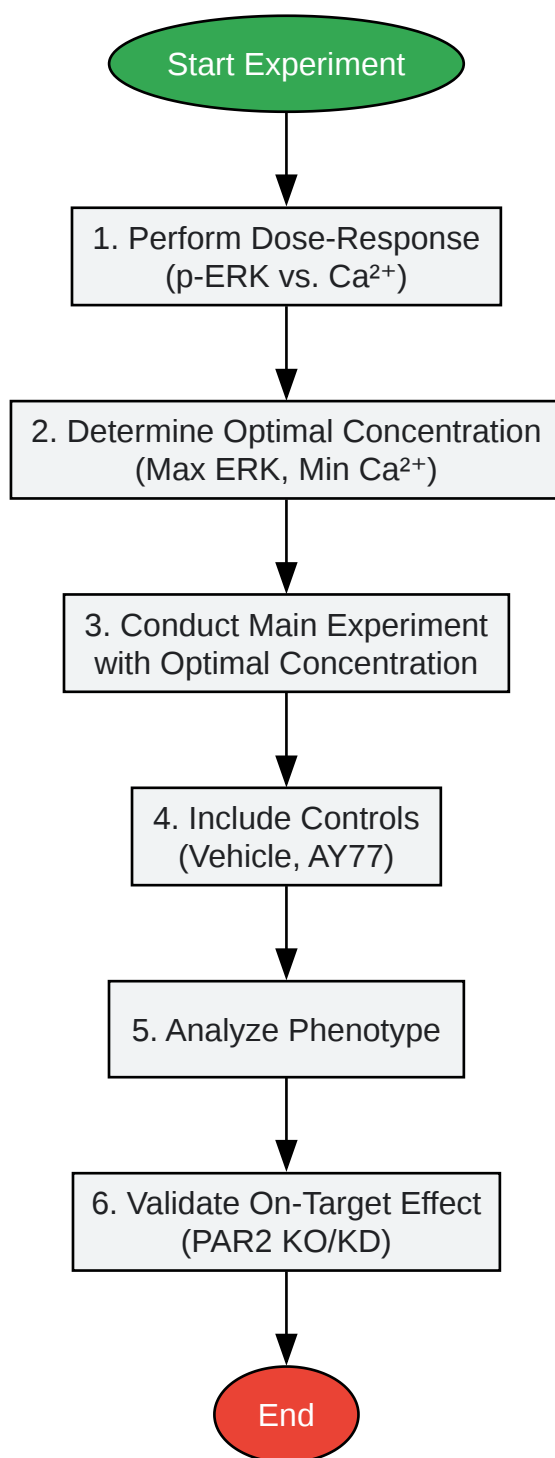 Start Experiment
1. Perform Dose-Response
(p-ERK vs. Ca²⁺)
2. Determine Optimal Concentration
(Max ERK, Min Ca²⁺)
3. Conduct Main Experiment
with Optimal Concentration
4. Include Controls
(Vehicle, AY77)
5. Analyze Phenotype
6. Validate On-Target Effect
(PAR2 KO/KD)
End